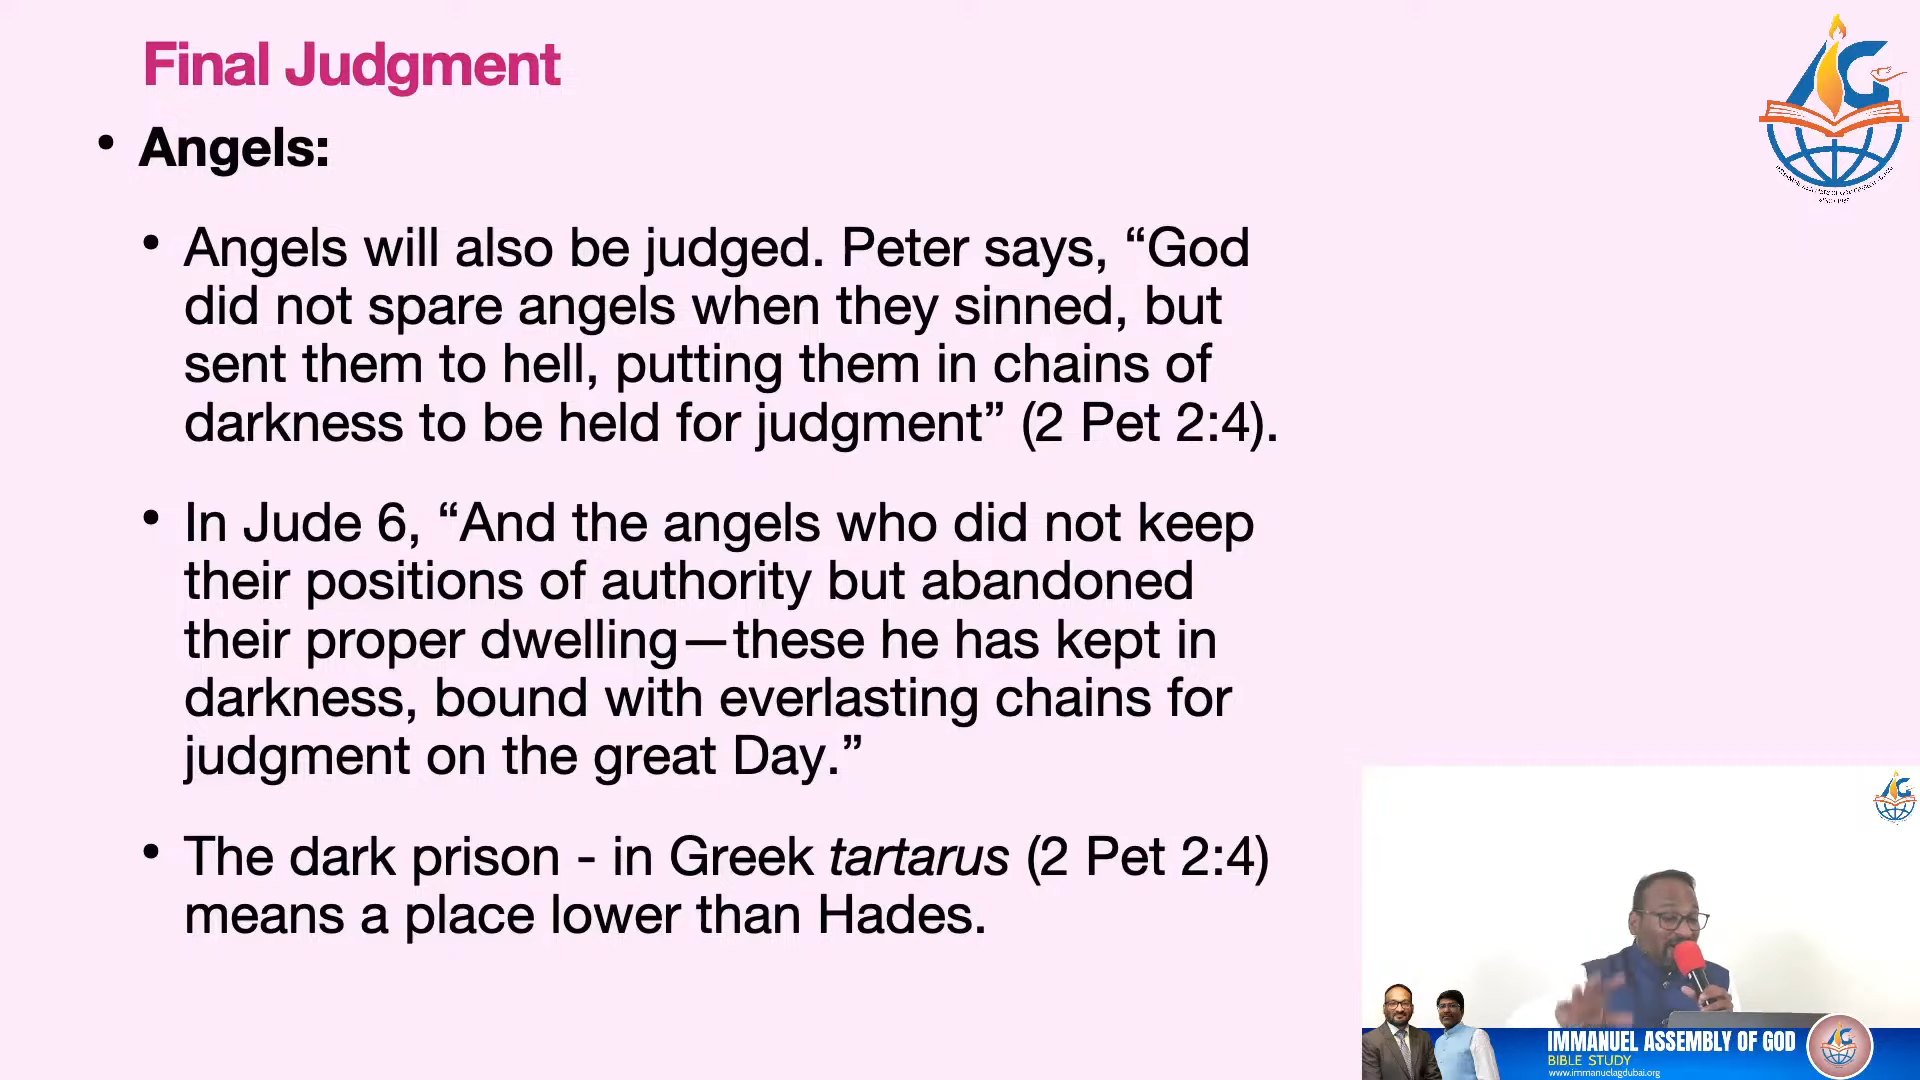 Final Judgment
• Angels:
• Angels will also be judged. Peter says, “God
did not spare angels when they sinned, but
sent them to hell, putting them in chains of
darkness to be held for judgment” (2 Pet 2:4).
• In Jude 6, “And the angels who did not keep
their positions of authority but abandoned
their proper dwelling—these he has kept in
darkness, bound with everlasting chains for
judgment on the great Day.”
• The dark prison - in Greek tartarus (2 Pet 2:4)
means a place lower than Hades.
AG
IMMANUEL ASSEMBLY OF GOD
BIBLE STUDY
www.immanuelagdubai.org